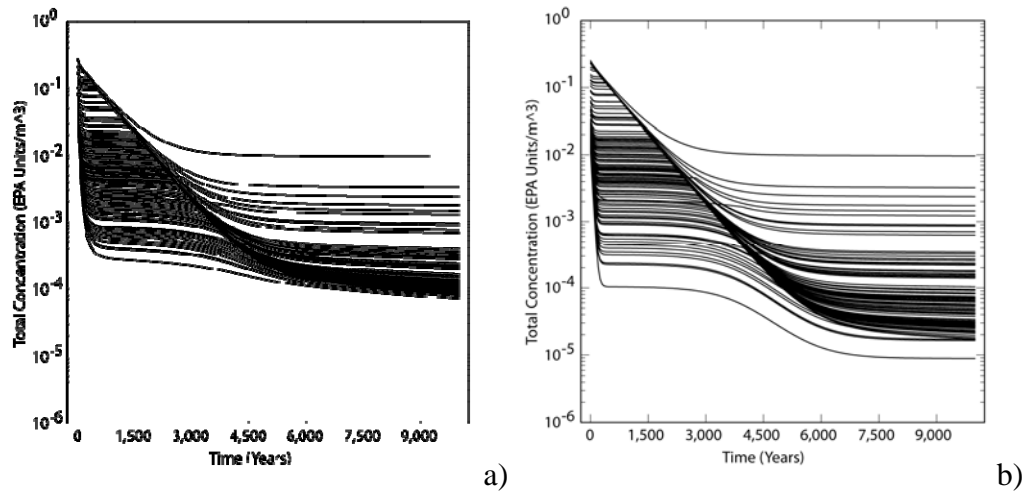 10^0
10^-1
10^-2
10^-3
10^-4
10^-5
10^-6
Total Concentration (EPA Units/m^3)
0 1,500 3,000 4,500 6,000 7,500 9,000
Time (Years)
a)
10^0
10^-1
10^-2
10^-3
10^-4
10^-5
10^-6
Total Concentration (EPA Units/m^3)
0 1,500 3,000 4,500 6,000 7,500 9,000
Time (Years)
b)